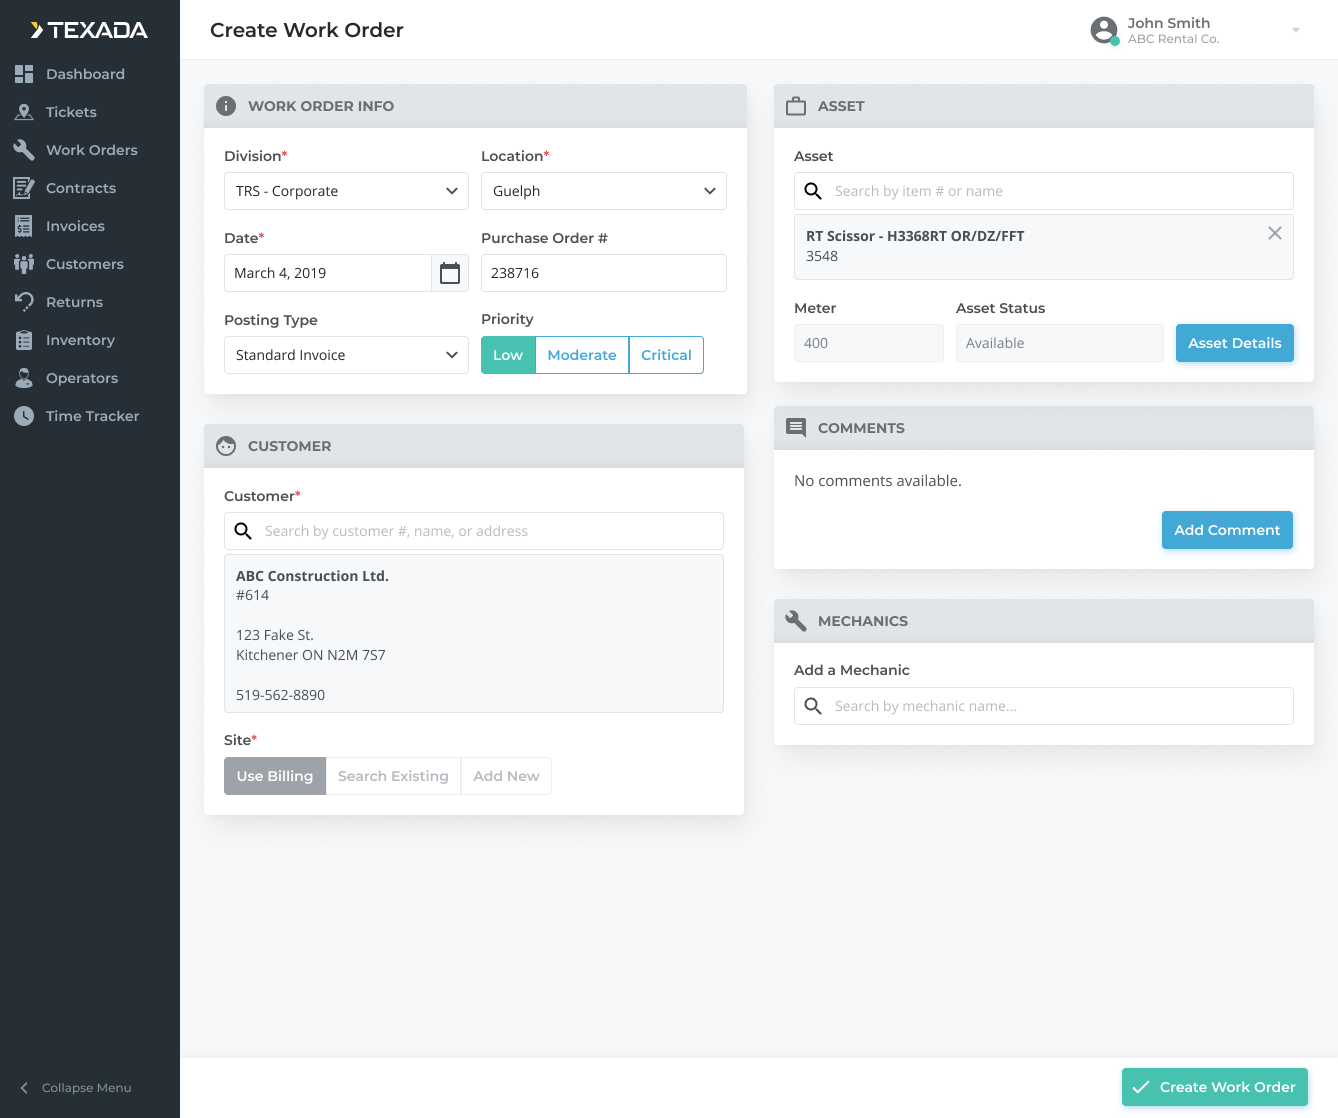 TEXADA
Dashboard
Tickets
Work Orders
Contracts
Invoices
Customers
Returns
Inventory
Operators
Time Tracker
Collapse Menu
Create Work Order
John Smith
ABC Rental Co.
WORK ORDER INFO
Division*
Location*
TRS - Corporate
Guelph
Date*
Purchase Order #
March 4, 2019
238716
Posting Type
Priority
Standard Invoice
Low
Moderate
Critical
CUSTOMER
Customer*
Search by customer #, name, or address
ABC Construction Ltd.
#614
123 Fake St.
Kitchener ON N2M 7S7
519-562-8890
Site*
Use Billing
Search Existing
Add New
ASSET
Asset
Search by item # or name
RT Scissor - H3368RT OR/DZ/FFT
3548
Meter
Asset Status
400
Available
Asset Details
COMMENTS
No comments available.
Add Comment
MECHANICS
Add a Mechanic
Search by mechanic name...
Create Work Order